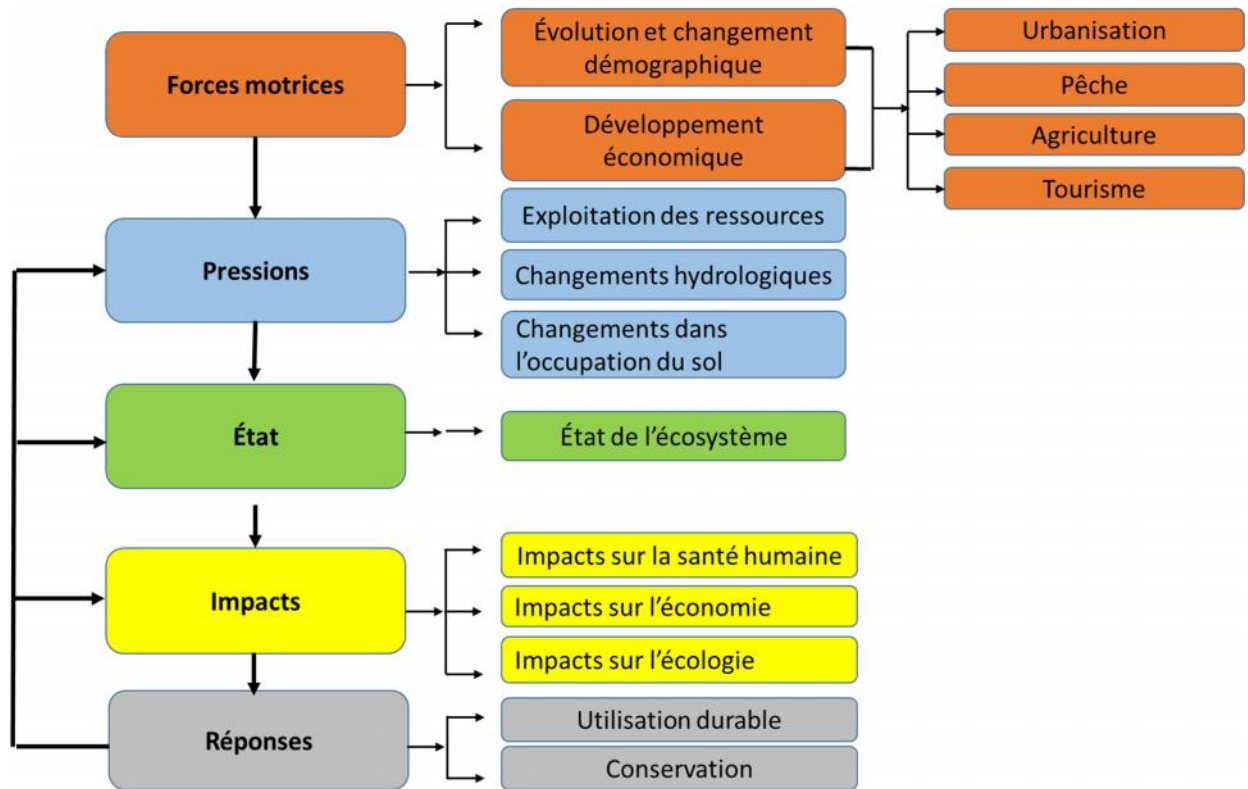 Forces motrices
Évolution et changement
démographique
Développement
économique
Urbanisation
Pêche
Agriculture
Tourisme
Pressions
Exploitation des ressources
Changements hydrologiques
Changements dans
l’occupation du sol
État
État de l’écosystème
Impacts
Impacts sur la santé humaine
Impacts sur l’économie
Impacts sur l’écologie
Réponses
Utilisation durable
Conservation